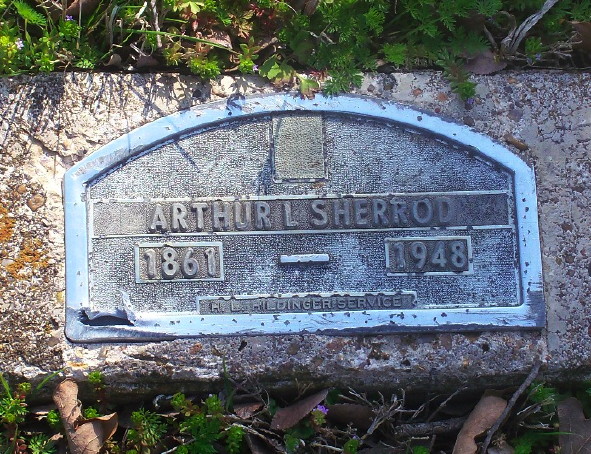 ARTHUR L SHERROD
1861 — 1948
H. L. HILDINGER SERVICE